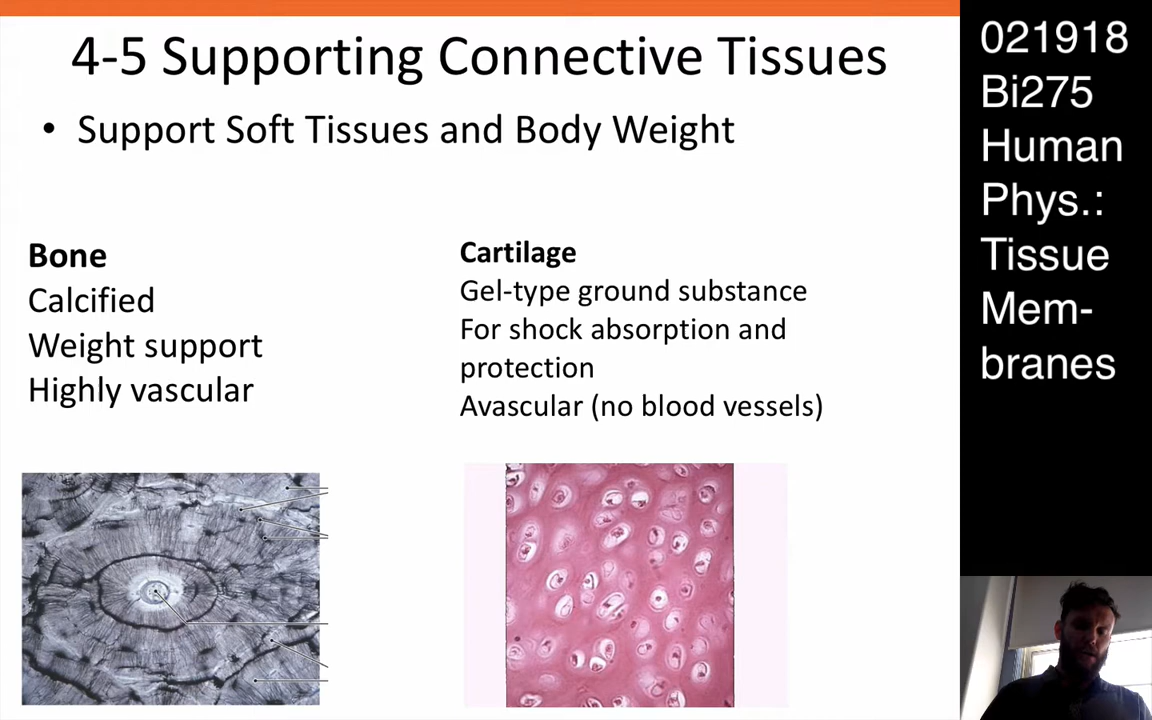 4-5 Supporting Connective Tissues
• Support Soft Tissues and Body Weight
Bone
Calcified
Weight support
Highly vascular
Cartilage
Gel-type ground substance
For shock absorption and
protection
Avascular (no blood vessels)
021918
Bi275
Human
Phys.:
Tissue
Mem-
branes